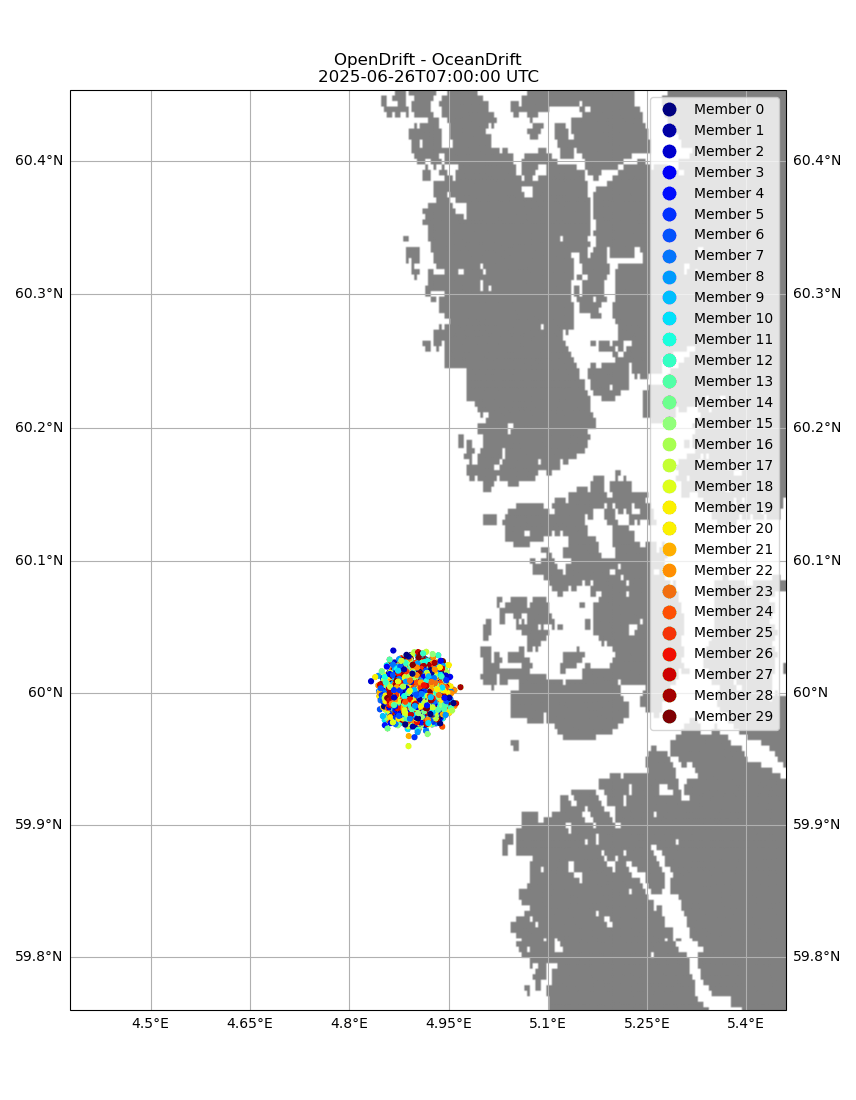 OpenDrift - OceanDrift
2025-06-26T07:00:00 UTC
Member 0
Member 1
Member 2
Member 3
Member 4
Member 5
Member 6
Member 7
Member 8
Member 9
Member 10
Member 11
Member 12
Member 13
Member 14
Member 15
Member 16
Member 17
Member 18
Member 19
Member 20
Member 21
Member 22
Member 23
Member 24
Member 25
Member 26
Member 27
Member 28
Member 29
60.4°N 60.4°N
60.3°N 60.3°N
60.2°N 60.2°N
60.1°N 60.1°N
60°N 60°N
59.9°N 59.9°N
59.8°N 59.8°N
4.5°E 4.65°E 4.8°E 4.95°E 5.1°E 5.25°E 5.4°E